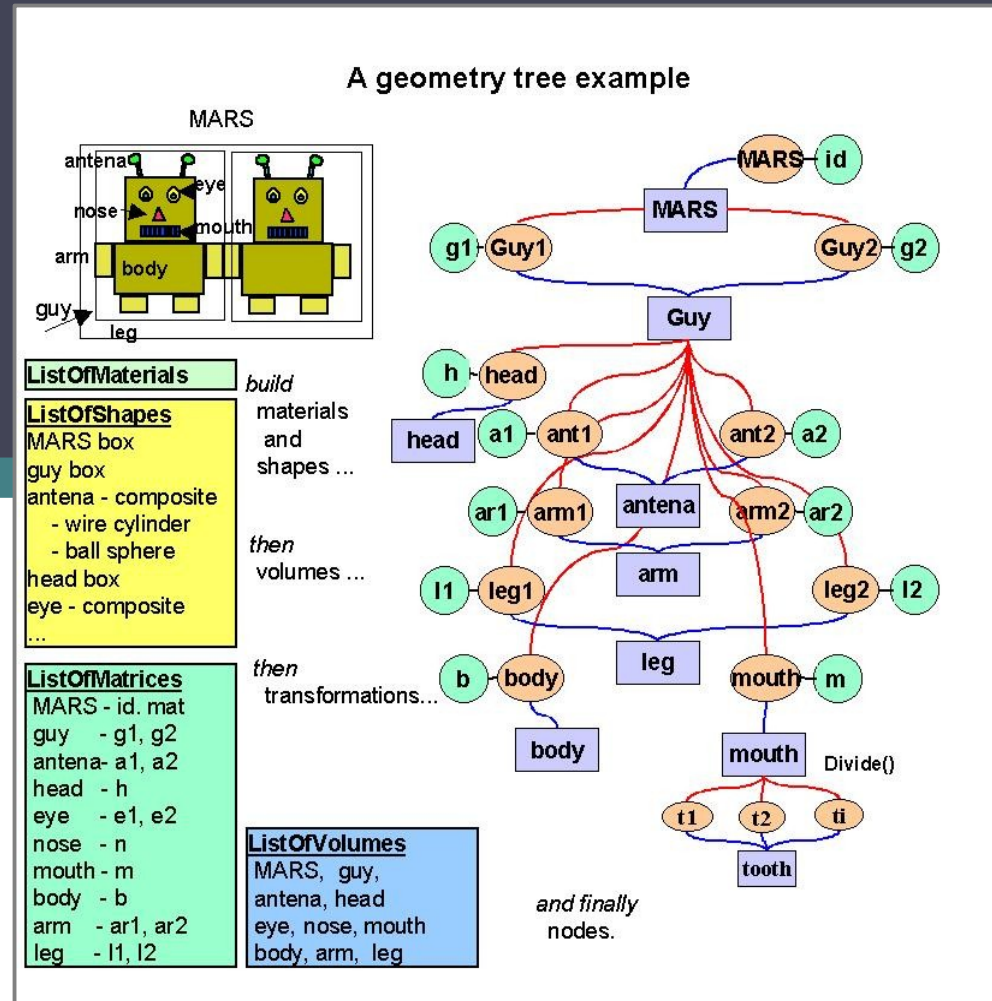 A geometry tree example
MARS
antena
eye
nose
mouth
arm
body
guy
leg
MARS id
MARS
g1 Guy1 Guy2 g2
Guy
h head
head
a1 ant1 ant2 a2
antena
ar1 arm1 arm2 ar2
arm
l1 leg1 leg2 l2
leg
b body mouth m
body
mouth Divide()
t1 t2 ti
tooth
ListOfMaterials
ListOfShapes
MARS box
guy box
antena - composite
- wire cylinder
- ball sphere
head box
eye - composite
...
build
materials
and
shapes ...
then
volumes ...
then
transformations...
ListOfMatrices
MARS - id. mat
guy - g1, g2
antena- a1, a2
head - h
eye - e1, e2
nose - n
mouth - m
body - b
arm - ar1, ar2
leg - l1, l2
ListOfVolumes
MARS, guy,
antena, head
eye, nose, mouth
body, arm, leg
and finally
nodes.